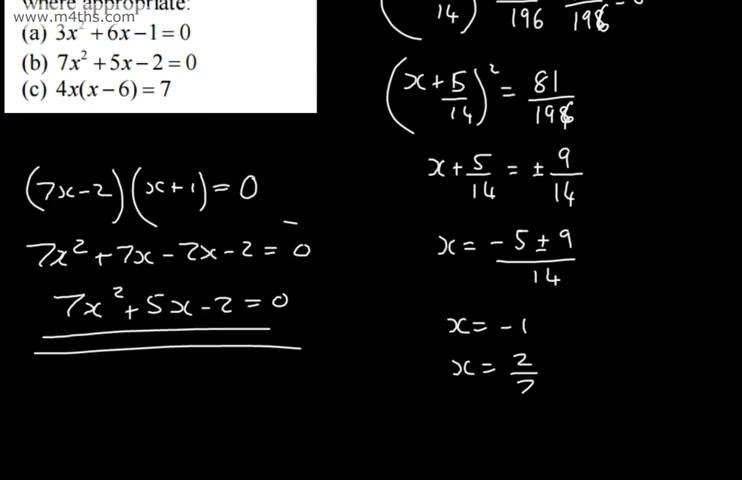 where appropriate:
www.m4ths.com
(a) 3x² + 6x − 1 = 0
(b) 7x² + 5x − 2 = 0
(c) 4x(x − 6) = 7
(7x − 2)(x + 1) = 0
7x² + 7x − 2x − 2 = 0
7x² + 5x − 2 = 0
14) 196 196
(x + 5/14)² = 81/196
x + 5/14 = ± 9/14
x = −5 ± 9 / 14
x = −1
x = 2/7